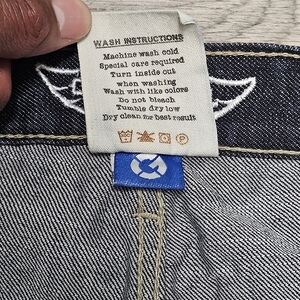 WASH INSTRUCTIONS
Machine wash cold
Special care required
Turn inside out
when washing
Wash with like colors
Do not bleach
Tumble dry low
Dry clean for best result
P